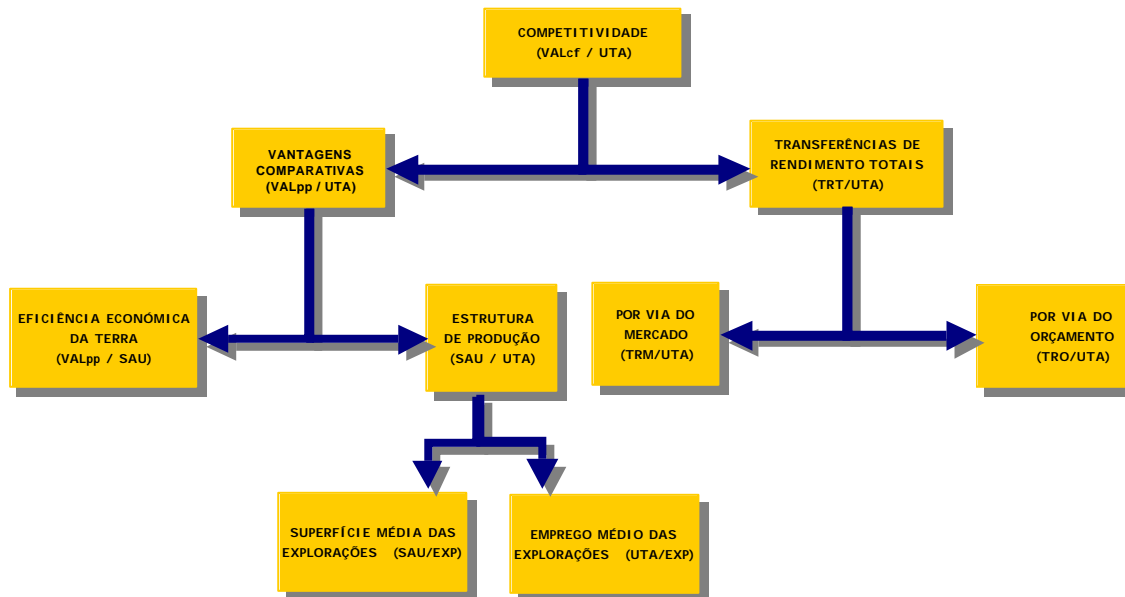 COMPETITIVIDADE
(VALcf / UTA)
VANTAGENS
COMPARATIVAS
(VALpp / UTA)
TRANSFERÊNCIAS DE
RENDIMENTO TOTAIS
(TRT/UTA)
EFICIÊNCIA ECONÓMICA
DA TERRA
(VALpp / SAU)
ESTRUTURA
DE PRODUÇÃO
(SAU / UTA)
POR VIA DO
MERCADO
(TRM/UTA)
POR VIA DO
ORÇAMENTO
(TRO/UTA)
SUPERFÍCIE MÉDIA DAS
EXPLORAÇÕES (SAU/EXP)
EMPREGO MÉDIO DAS
EXPLORAÇÕES (UTA/EXP)